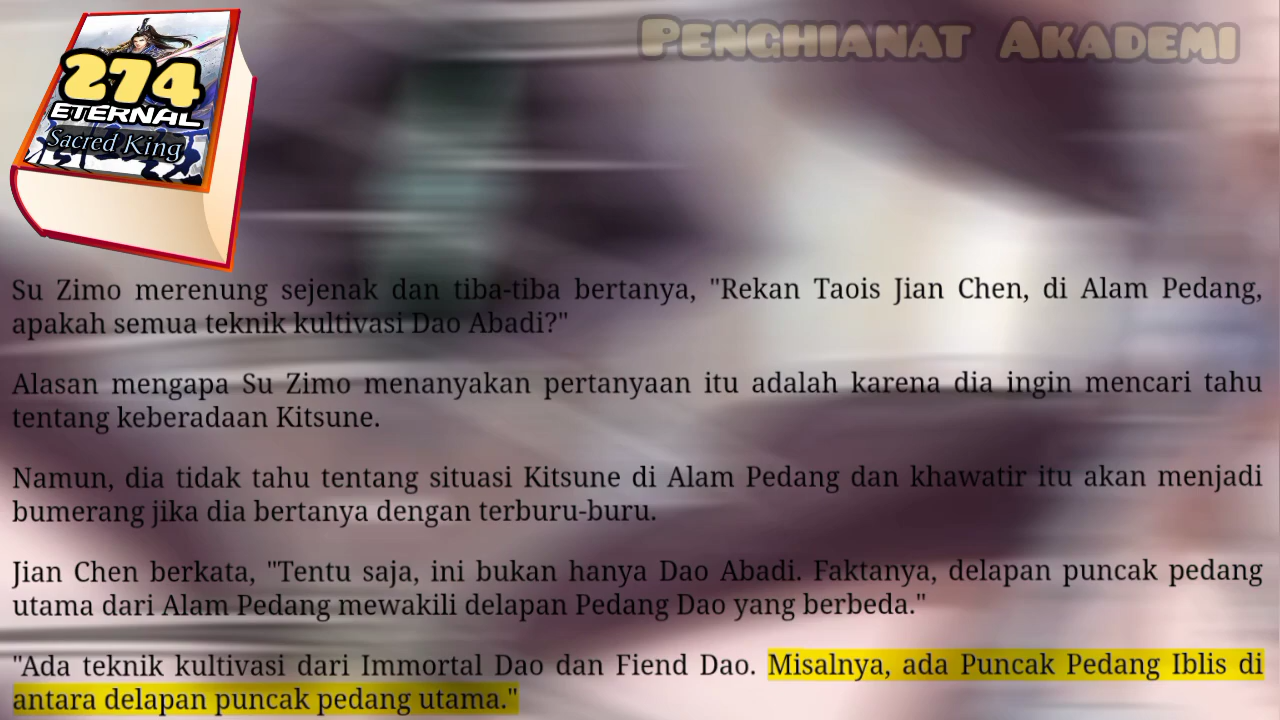 Penghianat Akademi
274
ETERNAL
Sacred King
Su Zimo merenung sejenak dan tiba-tiba bertanya, "Rekan Taois Jian Chen, di Alam Pedang,
apakah semua teknik kultivasi Dao Abadi?"
Alasan mengapa Su Zimo menanyakan pertanyaan itu adalah karena dia ingin mencari tahu
tentang keberadaan Kitsune.
Namun, dia tidak tahu tentang situasi Kitsune di Alam Pedang dan khawatir itu akan menjadi
bumerang jika dia bertanya dengan terburu-buru.
Jian Chen berkata, "Tentu saja, ini bukan hanya Dao Abadi. Faktanya, delapan puncak pedang
utama dari Alam Pedang mewakili delapan Pedang Dao yang berbeda."
"Ada teknik kultivasi dari Immortal Dao dan Fiend Dao. Misalnya, ada Puncak Pedang Iblis di
antara delapan puncak pedang utama."